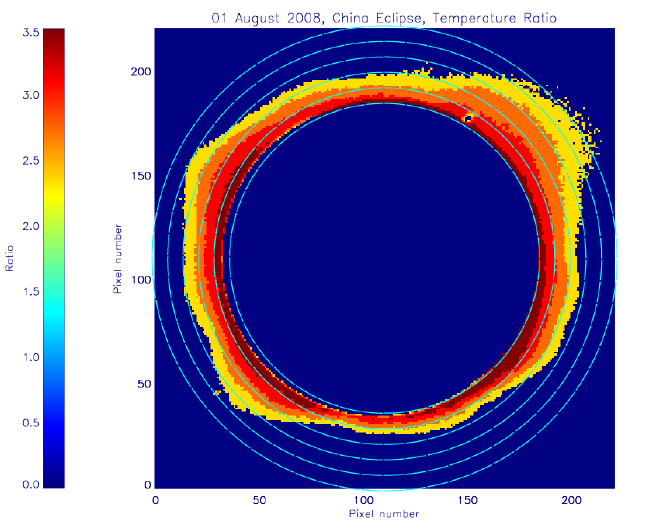 01 August 2008, China Eclipse, Temperature Ratio
3.5
3.0
2.5
2.0
1.5
1.0
0.5
0.0
Ratio
200
150
100
50
0
Pixel number
0 50 100 150 200
Pixel number